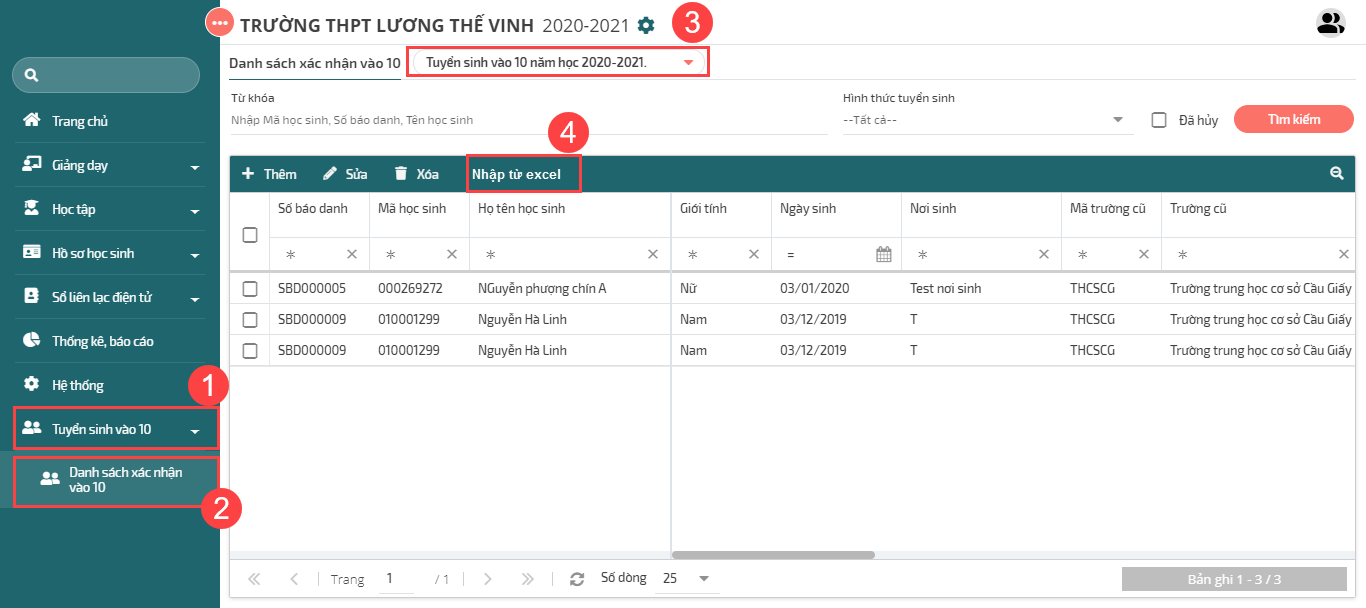 TRƯỜNG THPT LƯƠNG THẾ VINH 2020-2021
3
Danh sách xác nhận vào 10
Tuyển sinh vào 10 năm học 2020-2021.
Trang chủ
Giảng dạy
Học tập
Hồ sơ học sinh
Sổ liên lạc điện tử
Thống kê, báo cáo
Hệ thống
1
Tuyển sinh vào 10
Danh sách xác nhận
vào 10
2
Từ khóa
Nhập Mã học sinh, Số báo danh, Tên học sinh
Hình thức tuyển sinh
--Tất cả--
Đã hủy
Tìm kiếm
4
Thêm Sửa Xóa Nhập từ excel
Số báo danh Mã học sinh Họ tên học sinh Giới tính Ngày sinh Nơi sinh Mã trường cũ Trường cũ
* * * * = * * *
SBD000005 000269272 NGuyễn phượng chín A Nữ 03/01/2020 Test nơi sinh THCSCG Trường trung học cơ sở Cầu Giấy
SBD000009 010001299 Nguyễn Hà Linh Nam 03/12/2019 T THCSCG Trường trung học cơ sở Cầu Giấy
SBD000009 010001299 Nguyễn Hà Linh Nam 03/12/2019 T THCSCG Trường trung học cơ sở Cầu Giấy
Trang 1 / 1 Số dòng 25 Bản ghi 1 - 3 / 3